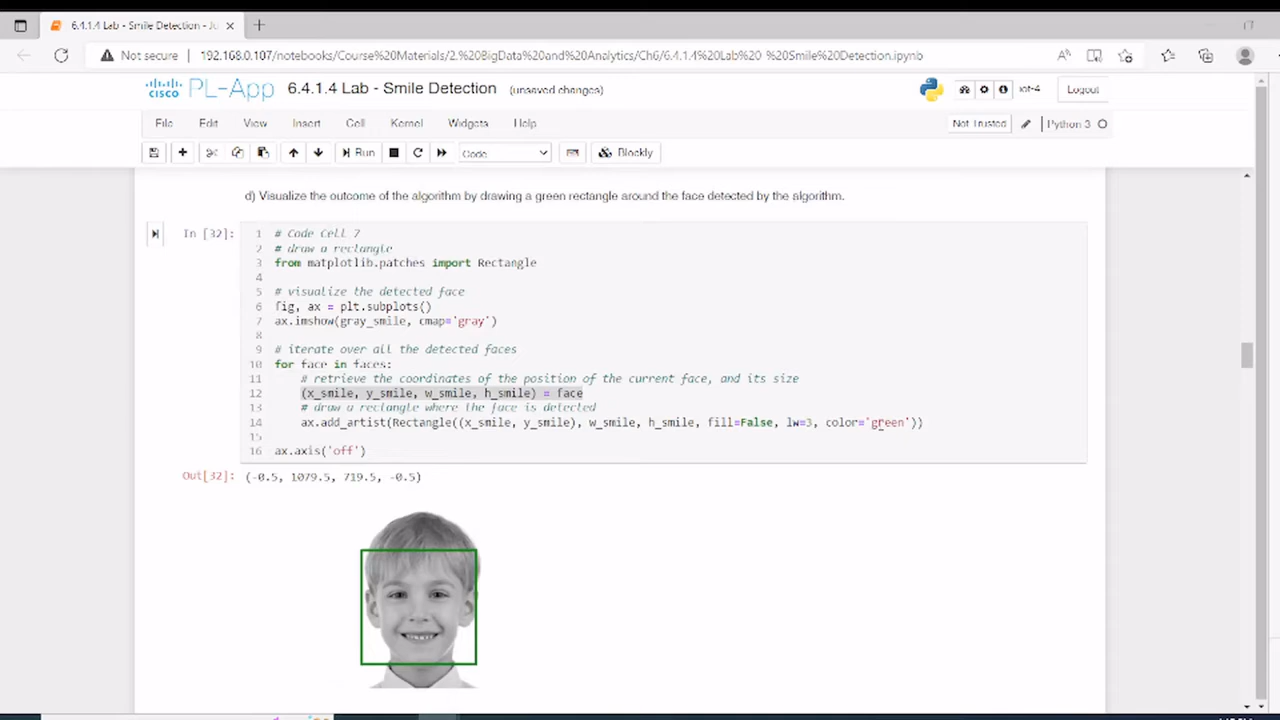 6.4.1.4 Lab - Smile Detection - Ju
Not secure 192.168.0.107/notebooks/Course%20Materials/2.%20BigData%20and%20Analytics/Ch6/6.4.1.4%20Lab%20 %20Smile%20Detection.ipynb
CISCO PL-App 6.4.1.4 Lab - Smile Detection (unsaved changes) iot-4 Logout
File Edit View Insert Cell Kernel Widgets Help Not Trusted Python 3
Run Code Blockly
d) Visualize the outcome of the algorithm by drawing a green rectangle around the face detected by the algorithm.
In [32]: 1 # Code Cell 7
2 # draw a rectangle
3 from matplotlib.patches import Rectangle
4
5 # visualize the detected face
6 fig, ax = plt.subplots()
7 ax.imshow(gray_smile, cmap='gray')
8
9 # iterate over all the detected faces
10 for face in faces:
11 # retrieve the coordinates of the position of the current face, and its size
12 (x_smile, y_smile, w_smile, h_smile) = face
13 # draw a rectangle where the face is detected
14 ax.add_artist(Rectangle((x_smile, y_smile), w_smile, h_smile, fill=False, lw=3, color='green'))
15
16 ax.axis('off')
Out[32]: (-0.5, 1079.5, 719.5, -0.5)